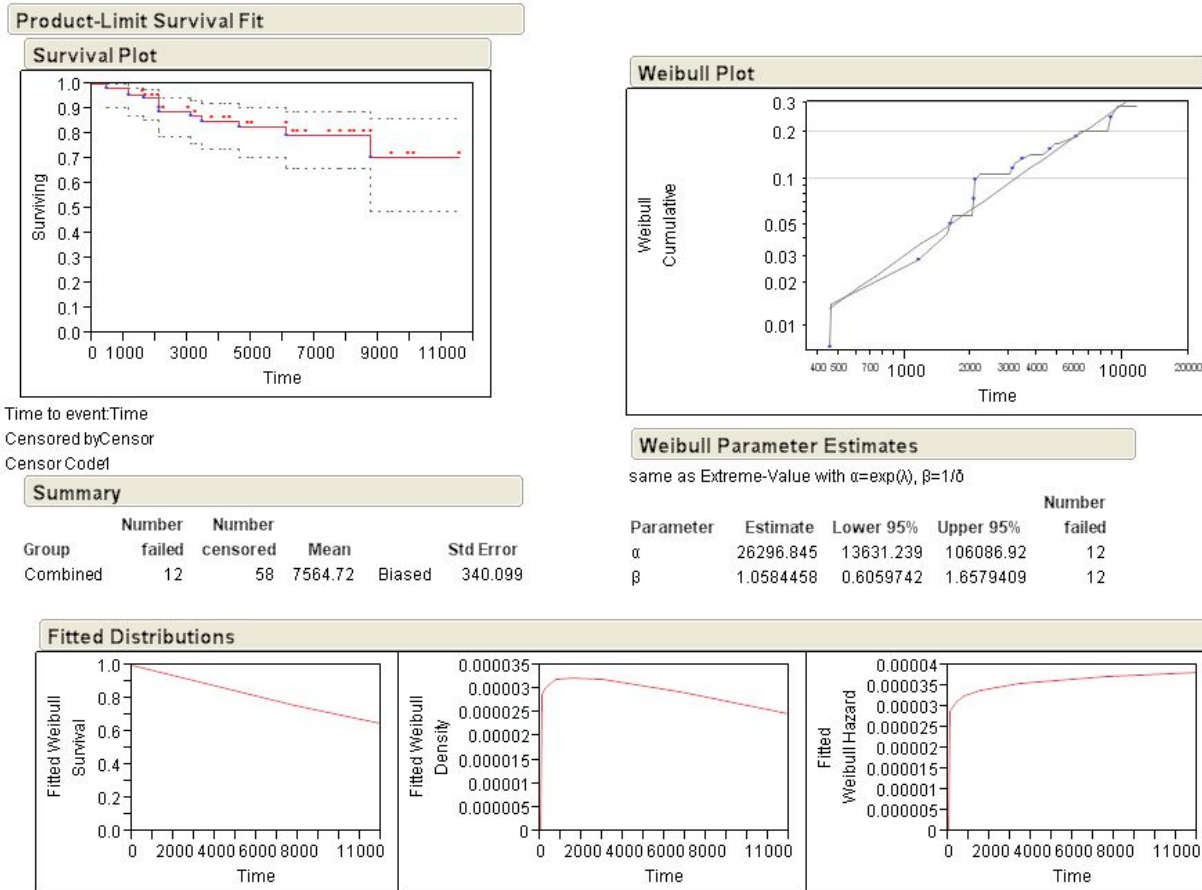 Product-Limit Survival Fit
Survival Plot
1.0
0.9
0.8
0.7
0.6
0.5
0.4
0.3
0.2
0.1
0.0
Surviving
0 1000 3000 5000 7000 9000 11000
Time
Time to event:Time
Censored byCensor
Censor Code1
Summary
Group Number failed Number censored Mean Std Error
Combined 12 58 7564.72 Biased 340.099
Weibull Plot
0.3
0.2
0.1
0.05
0.03
0.02
0.01
Weibull
Cumulative
400 500 700 1000 2000 3000 4000 6000 10000 20000
Time
Weibull Parameter Estimates
same as Extreme-Value with α=exp(λ), β=1/δ
Parameter Estimate Lower 95% Upper 95% Number failed
α 26296.845 13631.239 106086.92 12
β 1.0584458 0.6059742 1.6579409 12
Fitted Distributions
1.0
0.8
0.6
0.4
0.2
0.0
Fitted Weibull
Survival
0 2000 4000 6000 8000 11000
Time
0.000035
0.00003
0.000025
0.00002
0.000015
0.00001
0.000005
0
Fitted Weibull
Density
0 2000 4000 6000 8000 11000
Time
0.00004
0.000035
0.00003
0.000025
0.00002
0.000015
0.00001
0.000005
0
Fitted
Weibull Hazard
0 2000 4000 6000 8000 11000
Time